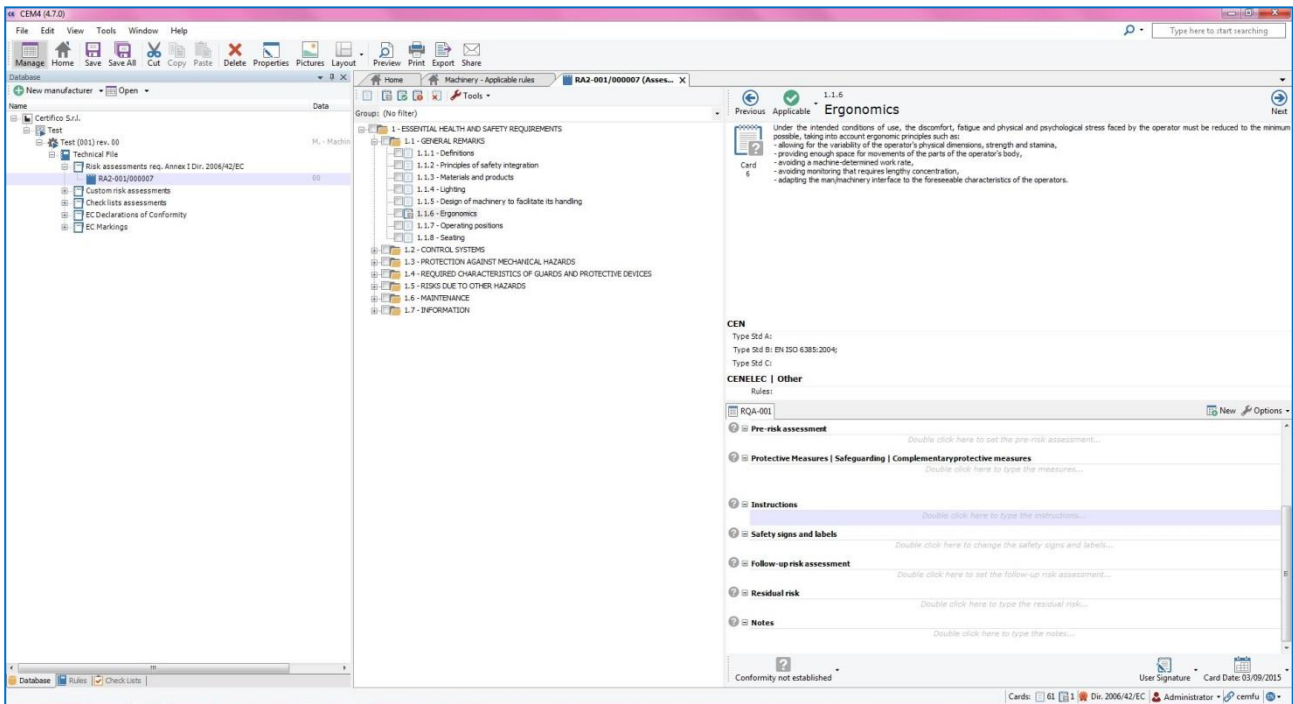 CEM4 (4.7.0)
File Edit View Tools Window Help
Type here to start searching
Manage Home Save Save All Cut Copy Paste Delete Properties Pictures Layout Preview Print Export Share
Database
New manufacturer Open
Name Data
Certifico S.r.l.
Test
Test (001) rev. 00 M. - Machin
Technical File
Risk assessments req. Annex I Dir. 2006/42/EC
RA2-001/000007 00
Custom risk assessments
Check lists assessments
EC Declarations of Conformity
EC Markings
Database Rules Check Lists
Home Machinery - Applicable rules RA2-001/000007 (Asses... X
Tools
Group: (No filter)
1 - ESSENTIAL HEALTH AND SAFETY REQUIREMENTS
1.1 - GENERAL REMARKS
1.1.1 - Definitions
1.1.2 - Principles of safety integration
1.1.3 - Materials and products
1.1.4 - Lighting
1.1.5 - Design of machinery to facilitate its handling
1.1.6 - Ergonomics
1.1.7 - Operating positions
1.1.8 - Seating
1.2 - CONTROL SYSTEMS
1.3 - PROTECTION AGAINST MECHANICAL HAZARDS
1.4 - REQUIRED CHARACTERISTICS OF GUARDS AND PROTECTIVE DEVICES
1.5 - RISKS DUE TO OTHER HAZARDS
1.6 - MAINTENANCE
1.7 - INFORMATION
Previous Applicable
1.1.6
Ergonomics
Next
Card
6
Under the intended conditions of use, the discomfort, fatigue and physical and psychological stress faced by the operator must be reduced to the minimum
possible, taking into account ergonomic principles such as:
- allowing for the variability of the operator's physical dimensions, strength and stamina,
- providing enough space for movements of the parts of the operator's body,
- avoiding a machine-determined work rate,
- avoiding monitoring that requires lengthy concentration,
- adapting the man/machinery interface to the foreseeable characteristics of the operators.
CEN
Type Std A:
Type Std B: EN ISO 6385:2004;
Type Std C:
CENELEC | Other
Rules:
RQA-001 New Options
Pre-risk assessment
Double click here to set the pre-risk assessment...
Protective Measures | Safeguarding | Complementaryprotective measures
Double click here to type the measures...
Instructions
Double click here to type the instructions...
Safety signs and labels
Double click here to change the safety signs and labels...
Follow-up risk assessment
Double click here to set the follow-up risk assessment...
Residual risk
Double click here to type the residual risk...
Notes
Double click here to type the notes...
Conformity not established
User Signature Card Date: 03/09/2015
Cards: 61 1 Dir. 2006/42/EC Administrator cemfu